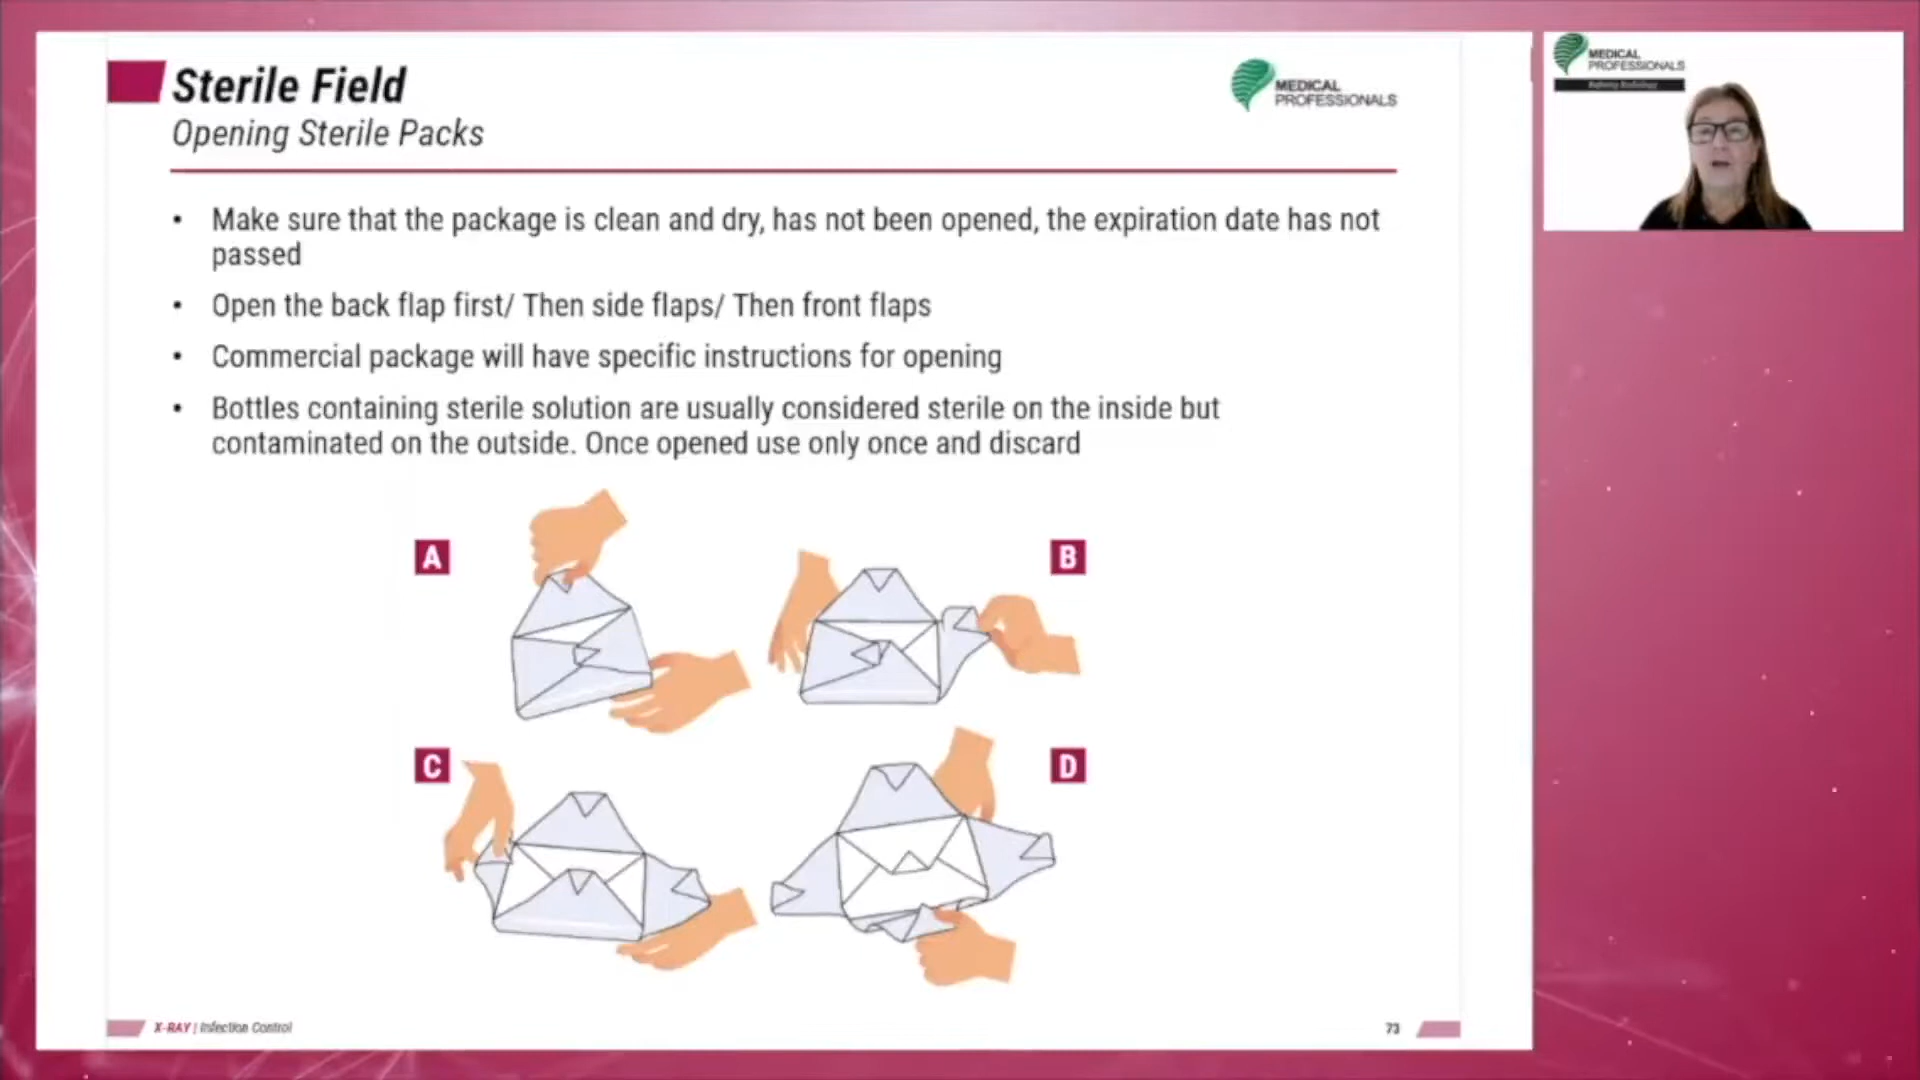 Sterile Field
Opening Sterile Packs
MEDICAL
PROFESSIONALS
• Make sure that the package is clean and dry, has not been opened, the expiration date has not
passed
• Open the back flap first/ Then side flaps/ Then front flaps
• Commercial package will have specific instructions for opening
• Bottles containing sterile solution are usually considered sterile on the inside but
contaminated on the outside. Once opened use only once and discard
A
B
C
D
X-RAY | Infection Control
73
MEDICAL
PROFESSIONALS
Refining Radiology